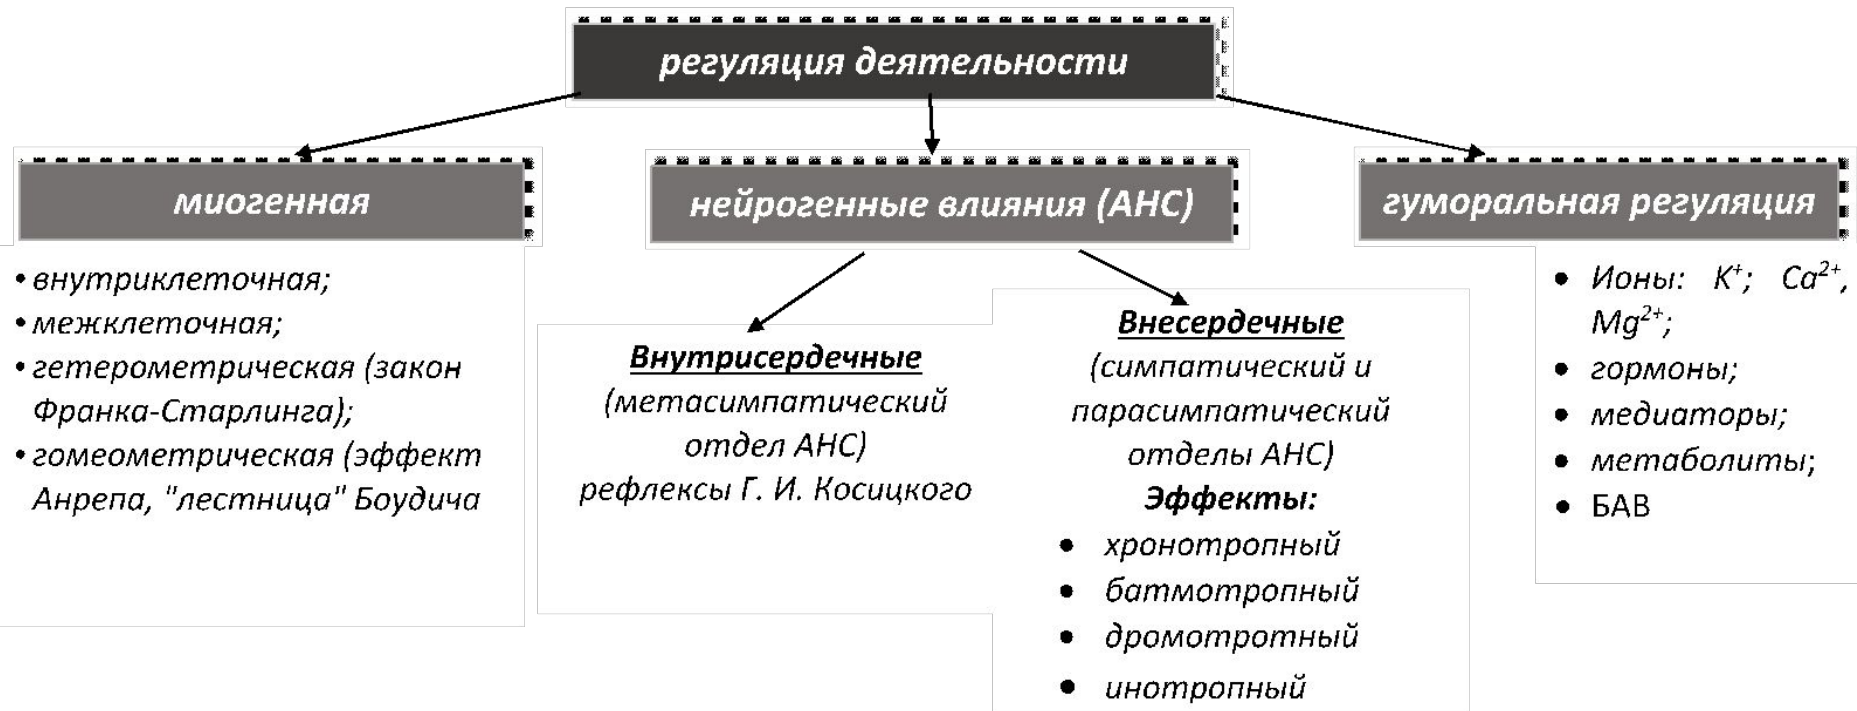 регуляция деятельности
миогенная
• внутриклеточная;
• межклеточная;
• гетерометрическая (закон
Франка-Старлинга);
• гомеометрическая (эффект
Анрепа, "лестница" Боудича
нейрогенные влияния (АНС)
Внутрисердечные
(метасимпатический
отдел АНС)
рефлексы Г. И. Косицкого
Внесердечные
(симпатический и
парасимпатический
отделы АНС)
Эффекты:
• хронотропный
• батмотропный
• дромотротный
• инотропный
гуморальная регуляция
• Ионы: K⁺; Ca²⁺,
Mg²⁺;
• гормоны;
• медиаторы;
• метаболиты;
• БАВ